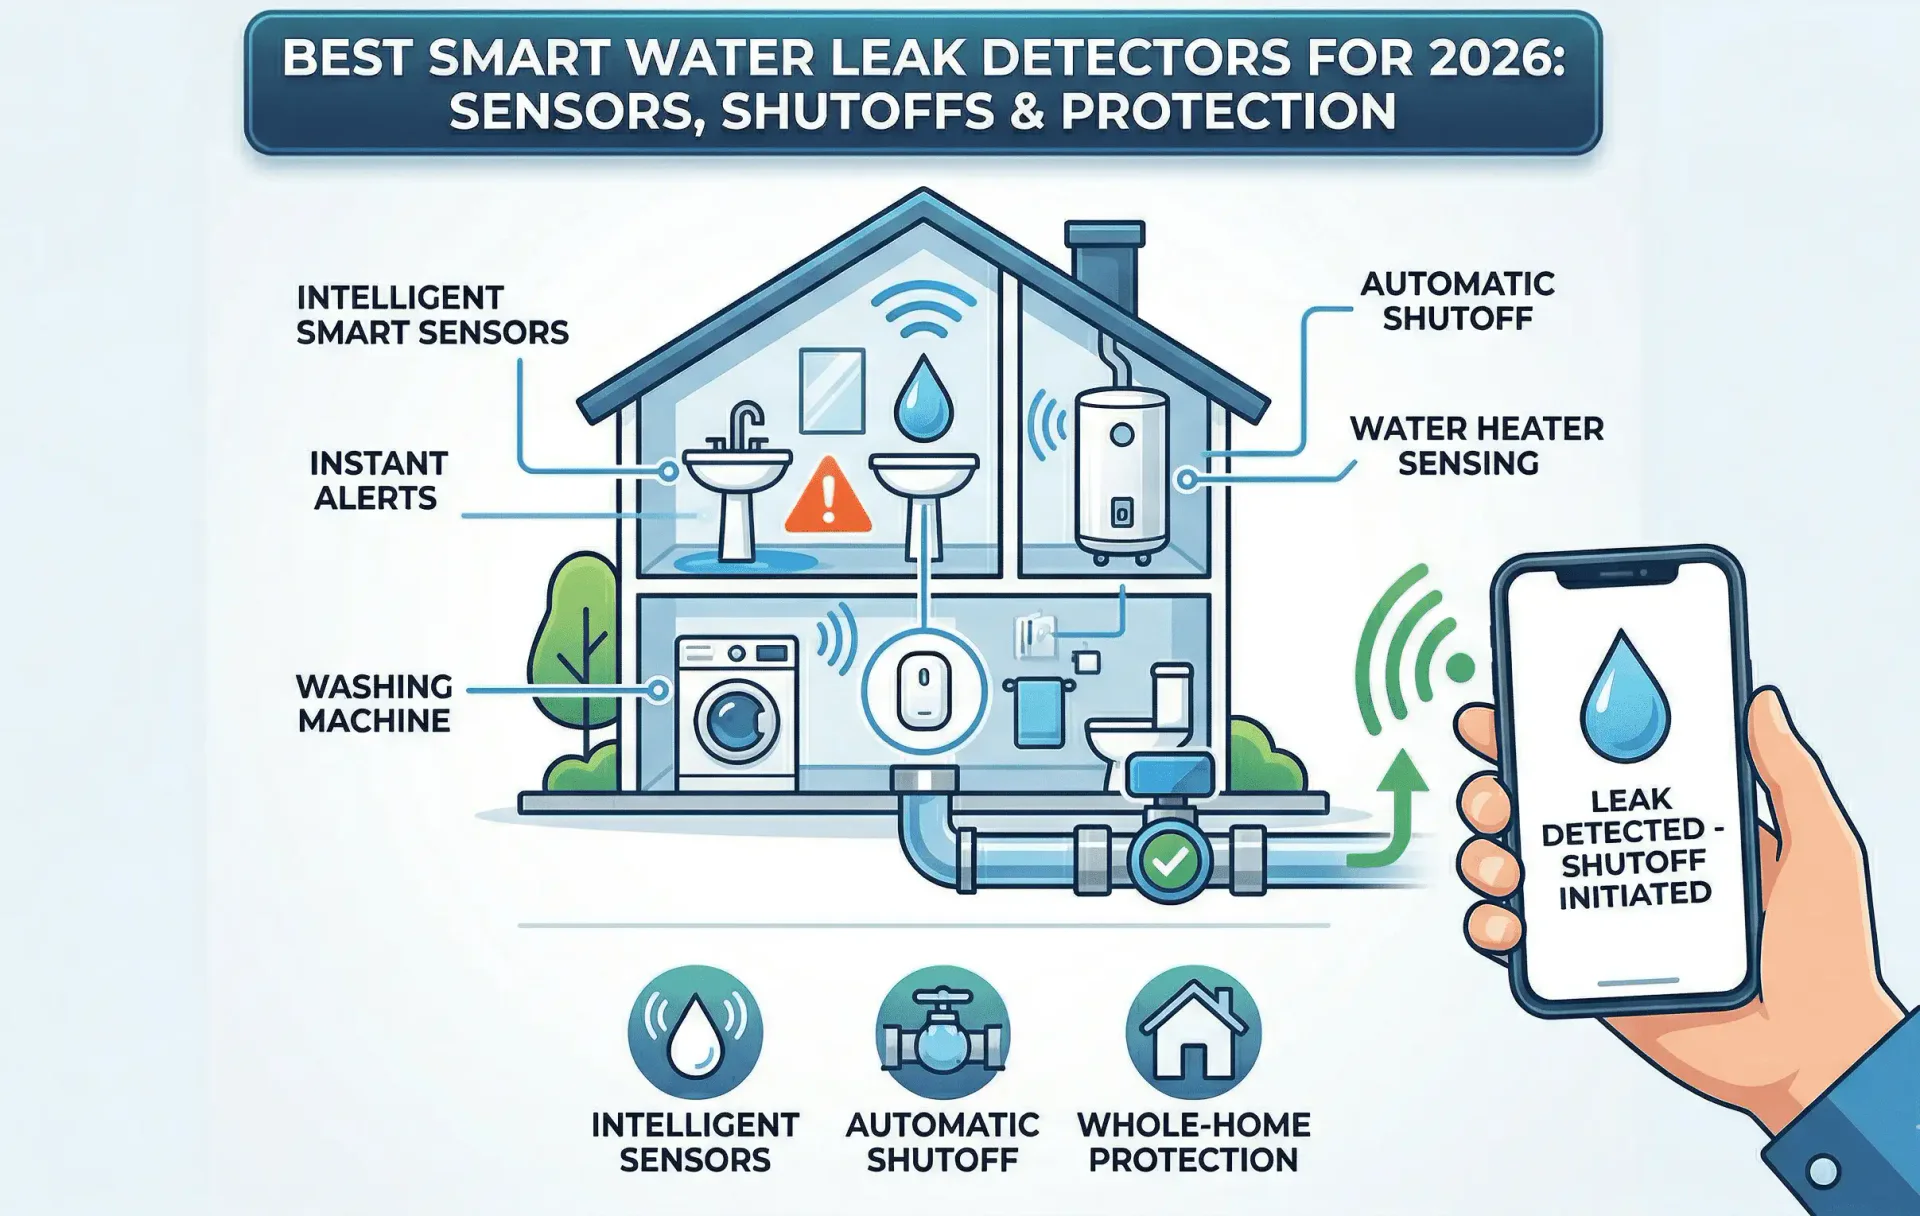 BEST SMART WATER LEAK DETECTORS FOR 2026:
SENSORS, SHUTOFFS & PROTECTION
INTELLIGENT
SMART SENSORS
INSTANT
ALERTS
WASHING
MACHINE
AUTOMATIC
SHUTOFF
WATER HEATER
SENSING
LEAK
DETECTED -
SHUTOFF
INITIATED
INTELLIGENT
SENSORS
AUTOMATIC
SHUTOFF
WHOLE-HOME
PROTECTION